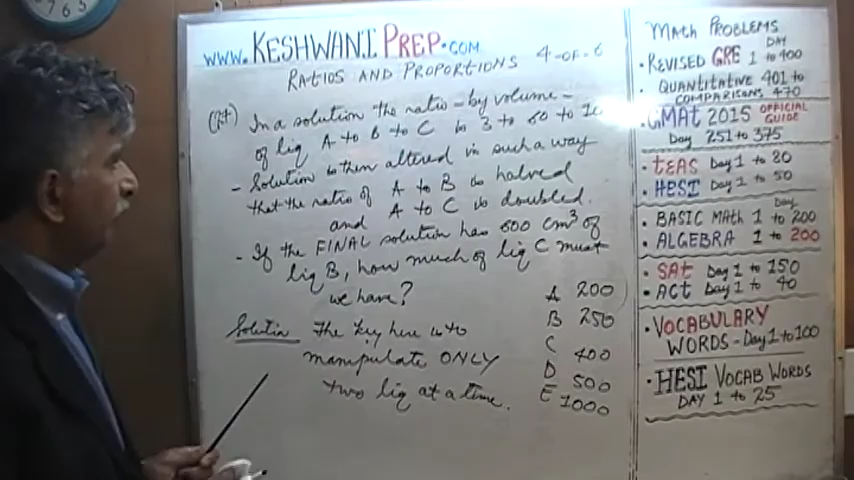 7 6 5
WWW. KESHWANI PREP.COM
RATIOS AND PROPORTIONS 4-OF-6
In a solution the ratio - by volume -
of liq A to B to C is 3 to 60 to
- Solution is then altered in such a way
that the ratio of A to B is halved
and A to C is doubled.
- If the FINAL solution has 600 cm³ of
liq B, how much of liq C must
we have?
A 200
B 250
C 400
D 500
E 1000
Solution The key here is to
manipulate ONLY
two liq at a time.
MATH PROBLEMS
DAY
• REVISED GRE 1 to 400
• QUANTITATIVE 401 to
COMPARISONS 470
• GMAT 2015 OFFICIAL GUIDE
Day 251 to 375
• TEAS Day 1 to 80
• HESI Day 1 to 50
DAY
• BASIC MATH 1 to 200
• ALGEBRA 1 to 200
• SAT Day 1 to 150
• ACT Day 1 to 40
• VOCABULARY
WORDS - Day 1 to 100
• HESI VOCAB WORDS
DAY 1 to 25